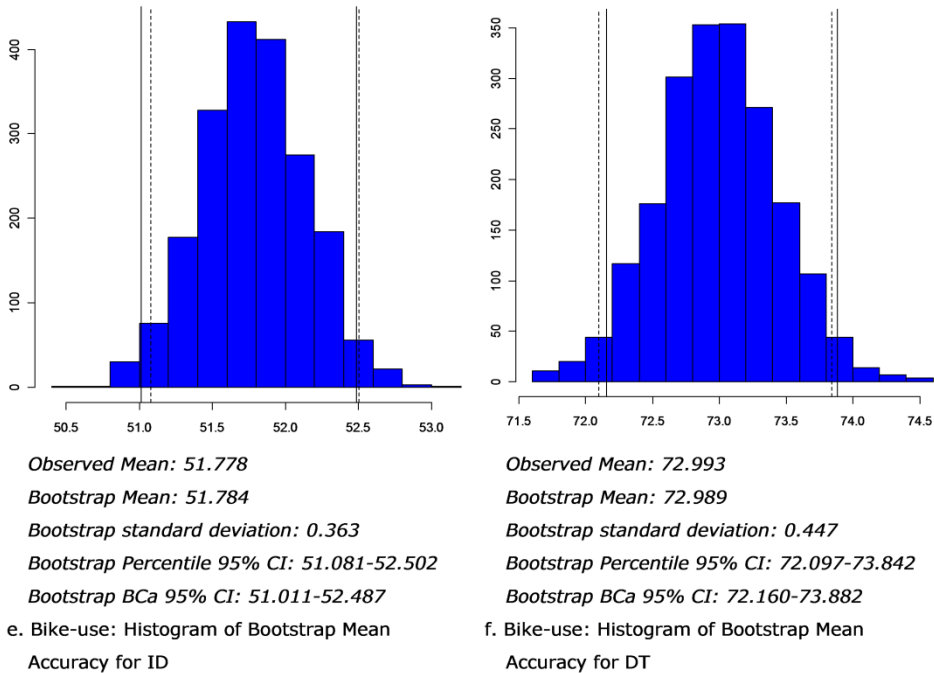 400
300
200
100
0
50.5 51.0 51.5 52.0 52.5 53.0
Observed Mean: 51.778
Bootstrap Mean: 51.784
Bootstrap standard deviation: 0.363
Bootstrap Percentile 95% CI: 51.081-52.502
Bootstrap BCa 95% CI: 51.011-52.487
e. Bike-use: Histogram of Bootstrap Mean
Accuracy for ID
350
300
250
200
150
100
50
0
71.5 72.0 72.5 73.0 73.5 74.0 74.5
Observed Mean: 72.993
Bootstrap Mean: 72.989
Bootstrap standard deviation: 0.447
Bootstrap Percentile 95% CI: 72.097-73.842
Bootstrap BCa 95% CI: 72.160-73.882
f. Bike-use: Histogram of Bootstrap Mean
Accuracy for DT